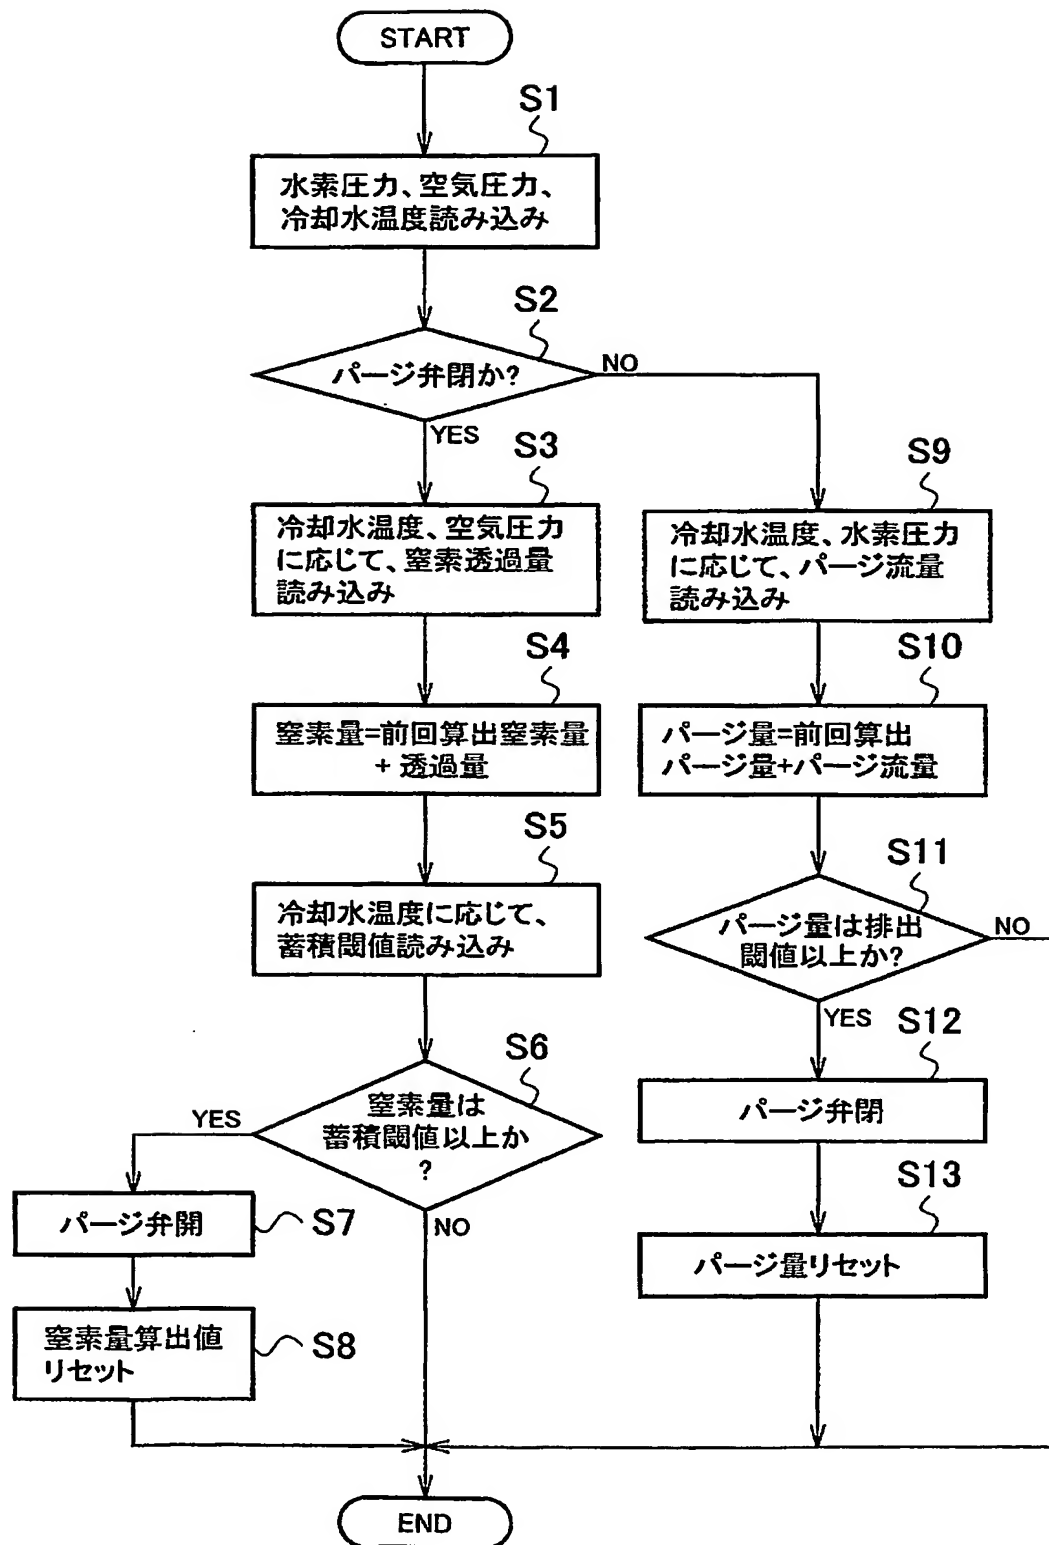 START
S1
水素圧力、空気圧力、
冷却水温度読み込み
S2
パージ弁閉か?
NO
YES
S3
冷却水温度、空気圧力
に応じて、窒素透過量
読み込み
S4
窒素量=前回算出窒素量
+ 透過量
S5
冷却水温度に応じて、
蓄積閾値読み込み
S6
窒素量は
蓄積閾値以上か
?
YES
NO
パージ弁開
S7
窒素量算出値
リセット
S8
S9
冷却水温度、水素圧力
に応じて、パージ流量
読み込み
S10
パージ量=前回算出
パージ量+パージ流量
S11
パージ量は排出
閾値以上か?
NO
YES
S12
パージ弁閉
S13
パージ量リセット
END